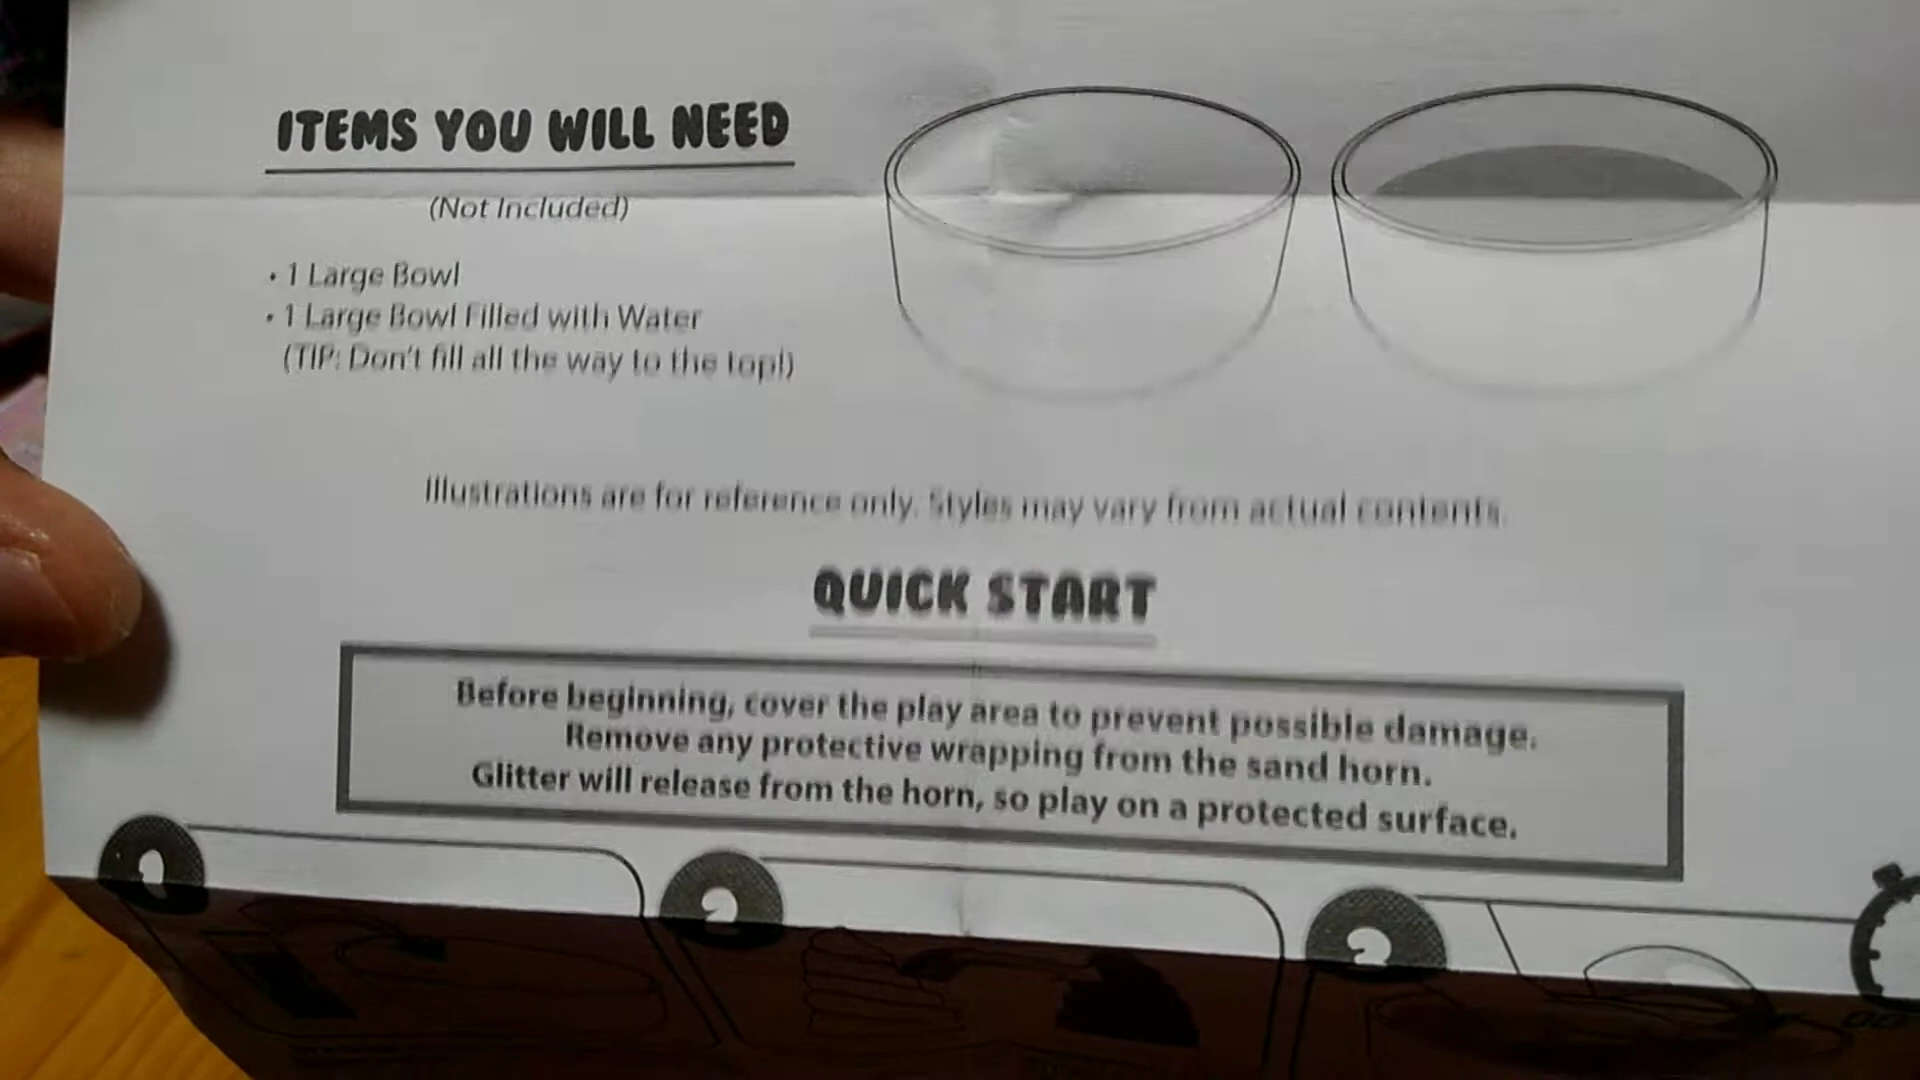 ITEMS YOU WILL NEED
(Not Included)
• 1 Large Bowl
• 1 Large Bowl Filled with Water
(TIP: Don't fill all the way to the top!)
Illustrations are for reference only. Styles may vary from actual contents.
QUICK START
Before beginning, cover the play area to prevent possible damage.
Remove any protective wrapping from the sand horn.
Glitter will release from the horn, so play on a protected surface.